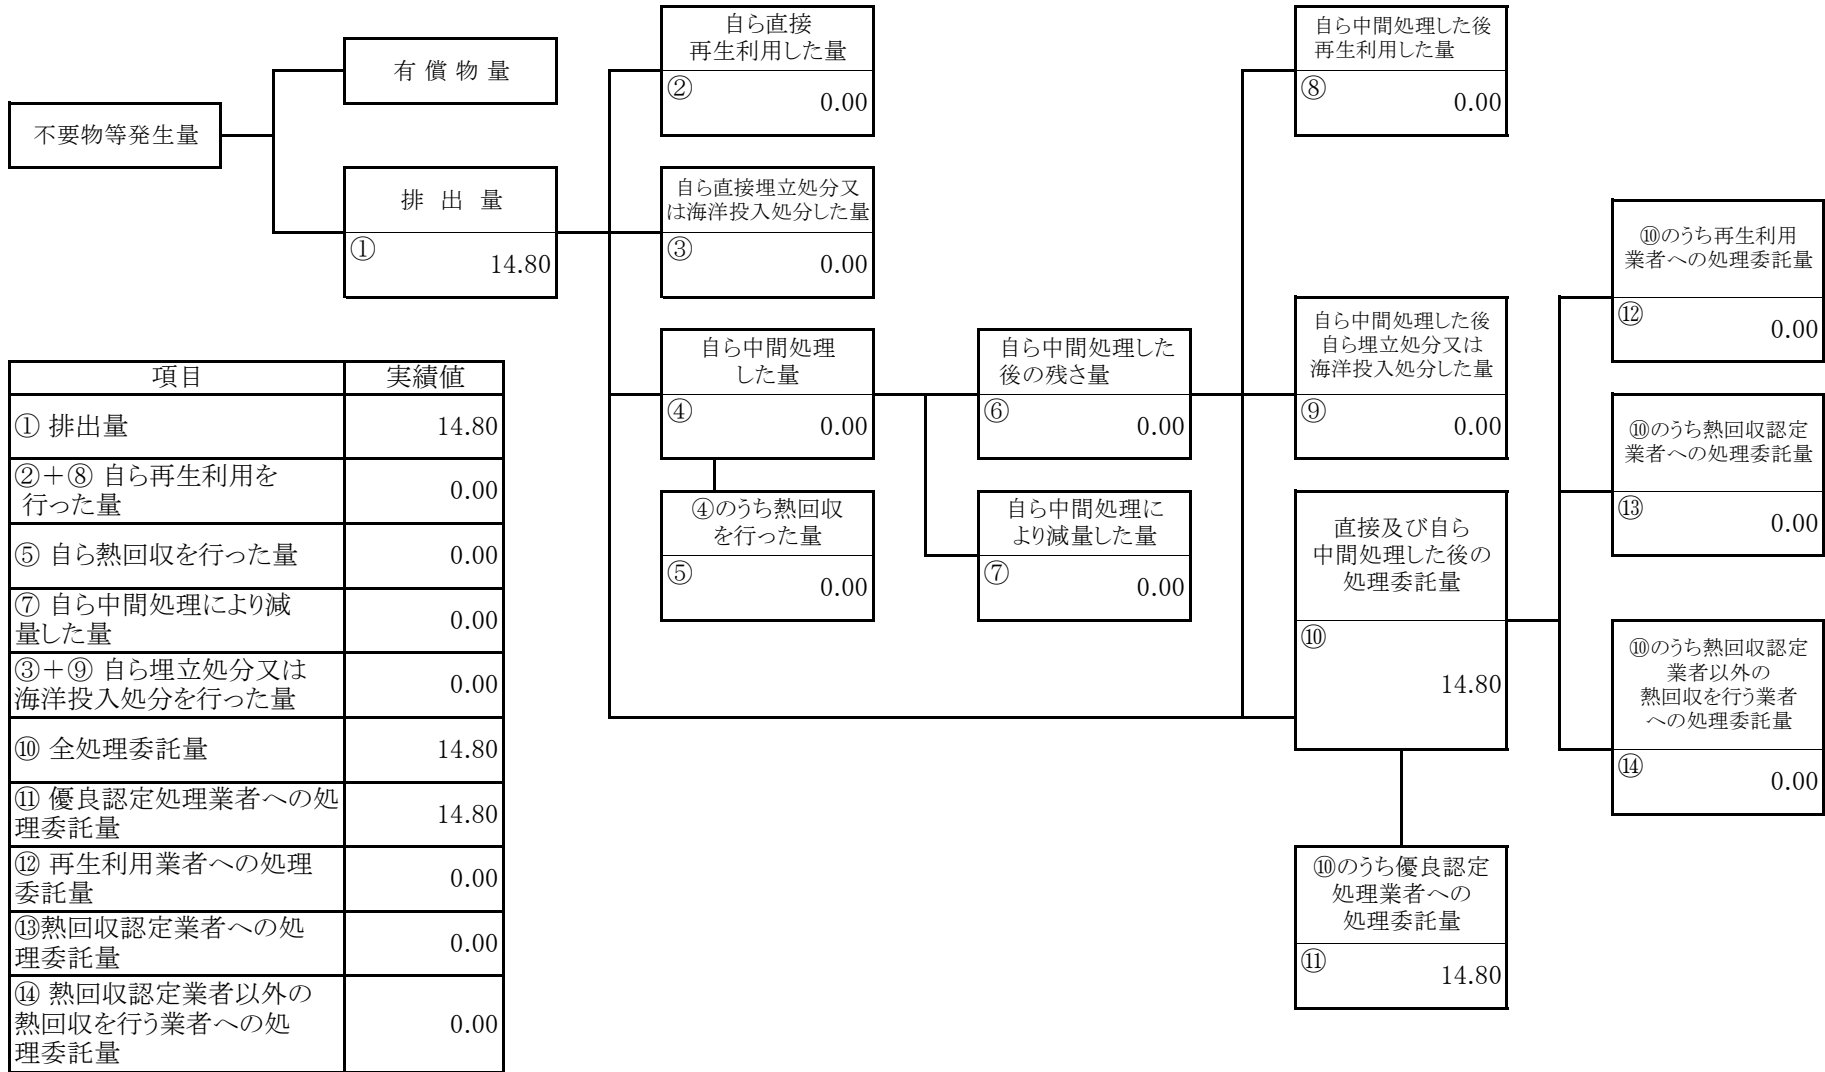 不要物等発生量
有 償 物 量
排 出 量
①
14.80
自ら直接
再生利用した量
②
0.00
自ら直接埋立処分又
は海洋投入処分した量
③
0.00
自ら中間処理
した量
④
0.00
④のうち熱回収
を行った量
⑤
0.00
自ら中間処理した
後の残さ量
⑥
0.00
自ら中間処理に
より減量した量
⑦
0.00
自ら中間処理した後
再生利用した量
⑧
0.00
自ら中間処理した後
自ら埋立処分又は
海洋投入処分した量
⑨
0.00
直接及び自ら
中間処理した後の
処理委託量
⑩
14.80
⑩のうち優良認定
処理業者への
処理委託量
⑪
14.80
⑩のうち再生利用
業者への処理委託量
⑫
0.00
⑩のうち熱回収認定
業者への処理委託量
⑬
0.00
⑩のうち熱回収認定
業者以外の
熱回収を行う業者
への処理委託量
⑭
0.00
項目 実績値
① 排出量 14.80
②+⑧ 自ら再生利用を
行った量 0.00
⑤ 自ら熱回収を行った量 0.00
⑦ 自ら中間処理により減
量した量 0.00
③+⑨ 自ら埋立処分又は
海洋投入処分を行った量 0.00
⑩ 全処理委託量 14.80
⑪ 優良認定処理業者への処
理委託量 14.80
⑫ 再生利用業者への処理
委託量 0.00
⑬熱回収認定業者への処
理委託量 0.00
⑭ 熱回収認定業者以外の
熱回収を行う業者への処
理委託量 0.00